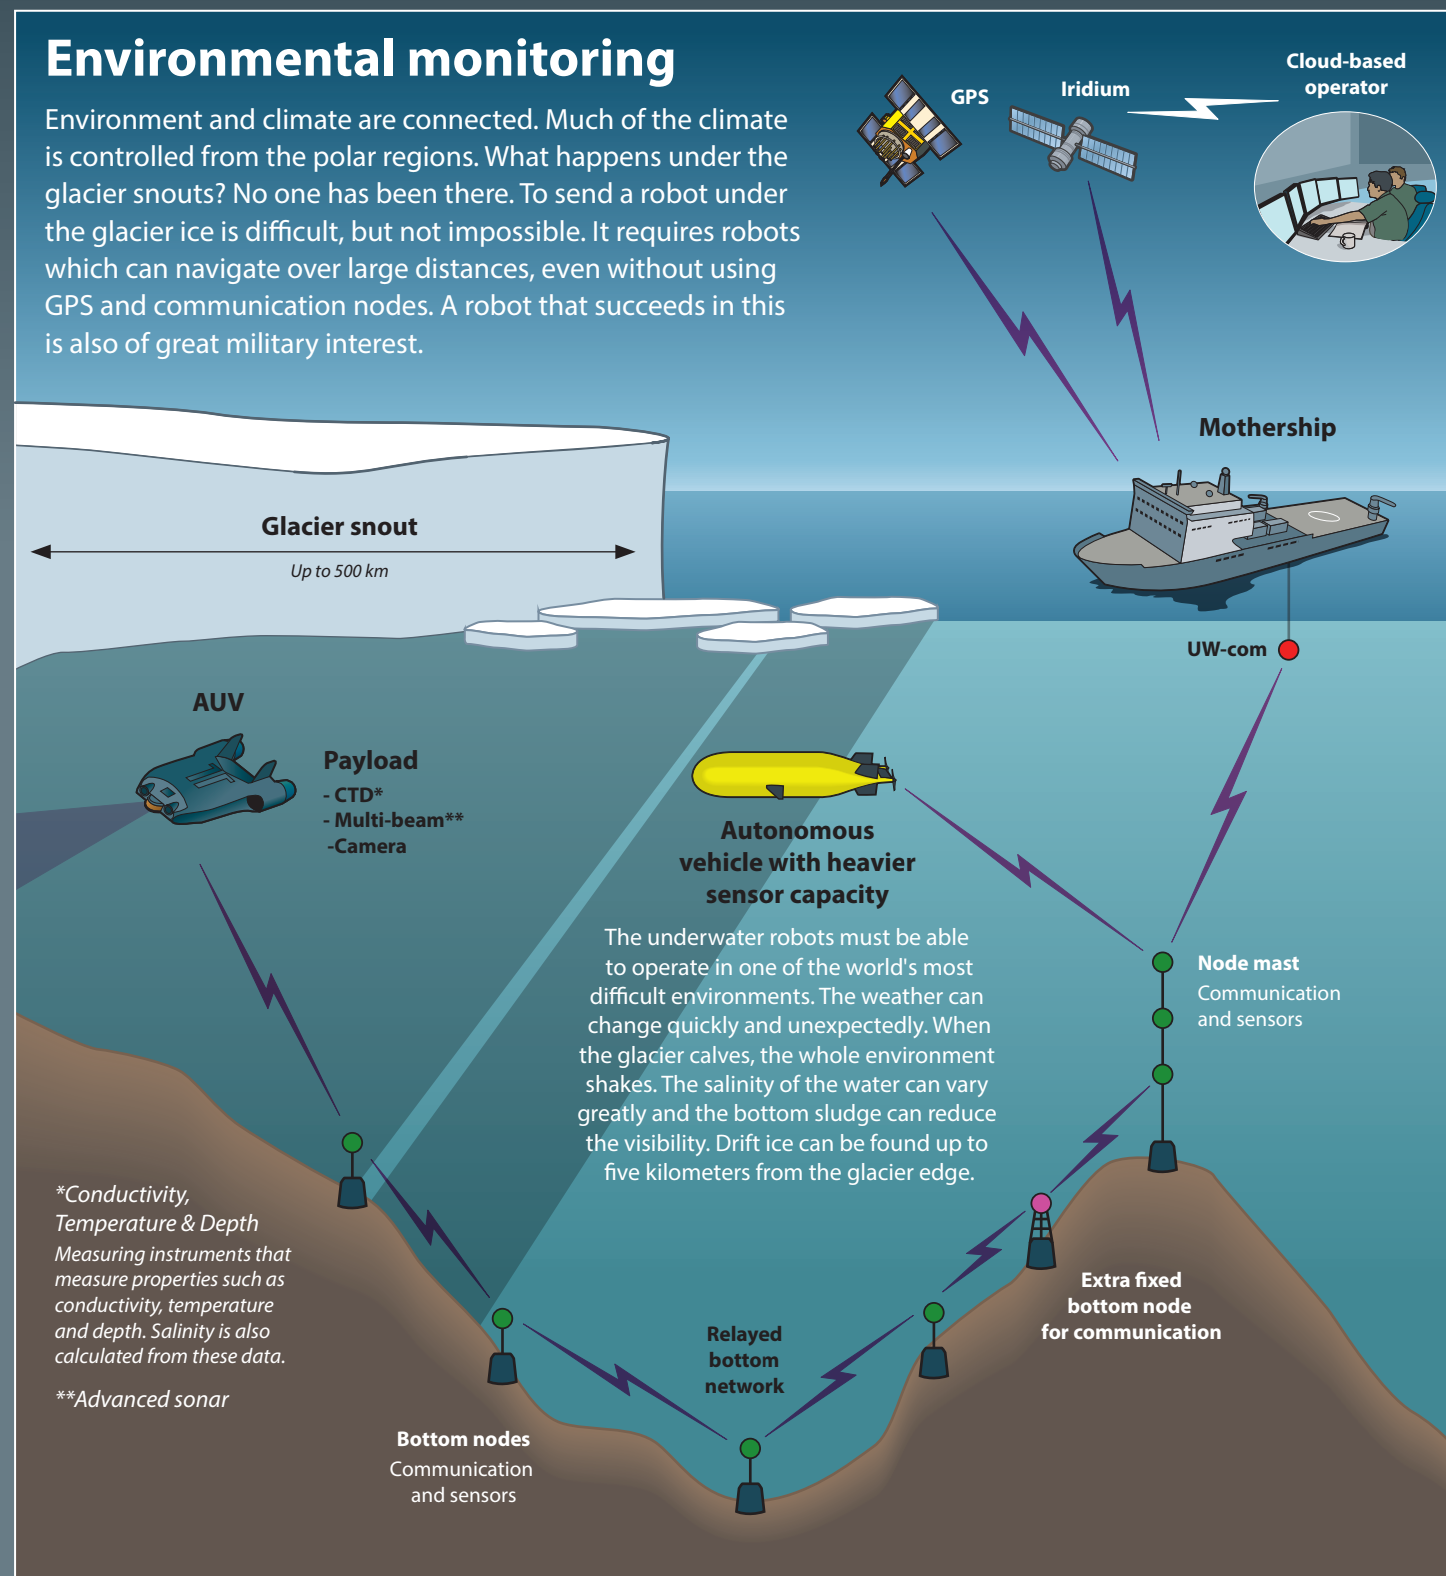 Environmental monitoring
Environment and climate are connected. Much of the climate
is controlled from the polar regions. What happens under the
glacier snouts? No one has been there. To send a robot under
the glacier ice is difficult, but not impossible. It requires robots
which can navigate over large distances, even without using
GPS and communication nodes. A robot that succeeds in this
is also of great military interest.
GPS
Iridium
Cloud-based
operator
Mothership
Glacier snout
Up to 500 km
UW-com
AUV
Payload
- CTD*
- Multi-beam**
-Camera
Autonomous
vehicle with heavier
sensor capacity
The underwater robots must be able
to operate in one of the world's most
difficult environments. The weather can
change quickly and unexpectedly. When
the glacier calves, the whole environment
shakes. The salinity of the water can vary
greatly and the bottom sludge can reduce
the visibility. Drift ice can be found up to
five kilometers from the glacier edge.
Node mast
Communication
and sensors
*Conductivity,
Temperature & Depth
Measuring instruments that
measure properties such as
conductivity, temperature
and depth. Salinity is also
calculated from these data.
**Advanced sonar
Extra fixed
bottom node
for communication
Relayed
bottom
network
Bottom nodes
Communication
and sensors